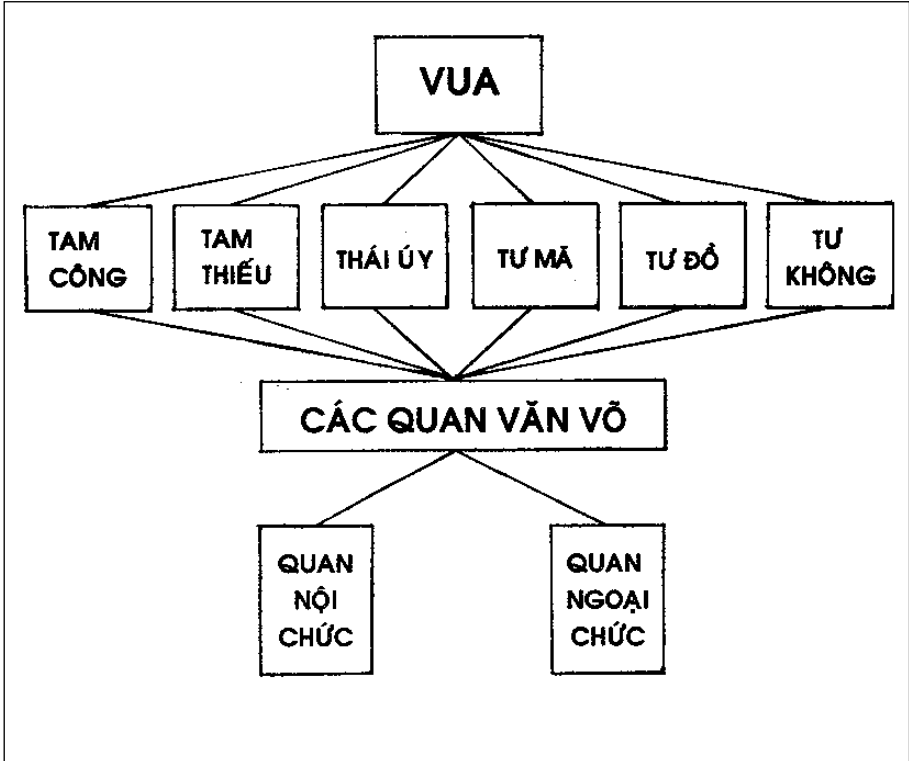 VUA
TAM
CÔNG
TAM
THIẾU
THÁI ÚY
TƯ MÃ
TƯ ĐỒ
TƯ
KHÔNG
CÁC QUAN VĂN VÕ
QUAN
NỘI
CHỨC
QUAN
NGOẠI
CHỨC